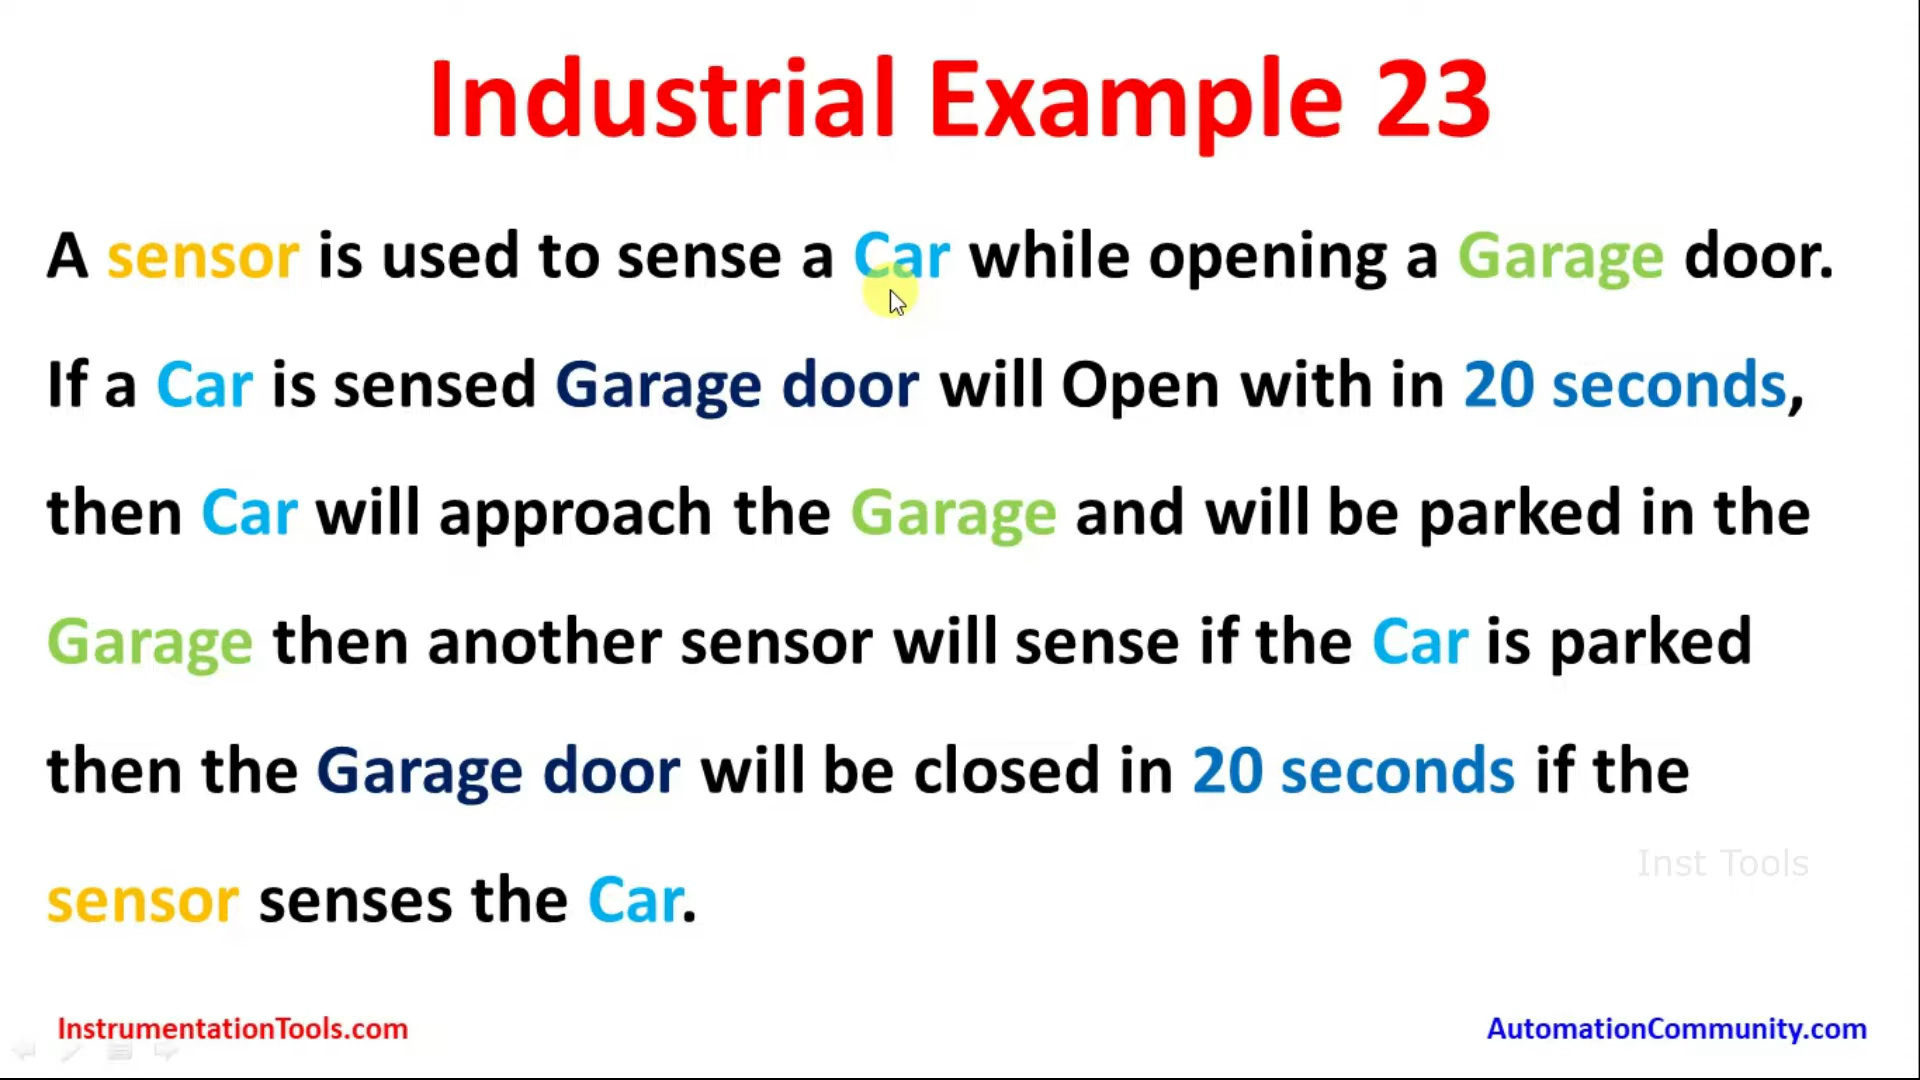 Industrial Example 23
A sensor is used to sense a Car while opening a Garage door.
If a Car is sensed Garage door will Open with in 20 seconds,
then Car will approach the Garage and will be parked in the
Garage then another sensor will sense if the Car is parked
then the Garage door will be closed in 20 seconds if the
Inst Tools
sensor senses the Car.
InstrumentationTools.com
AutomationCommunity.com